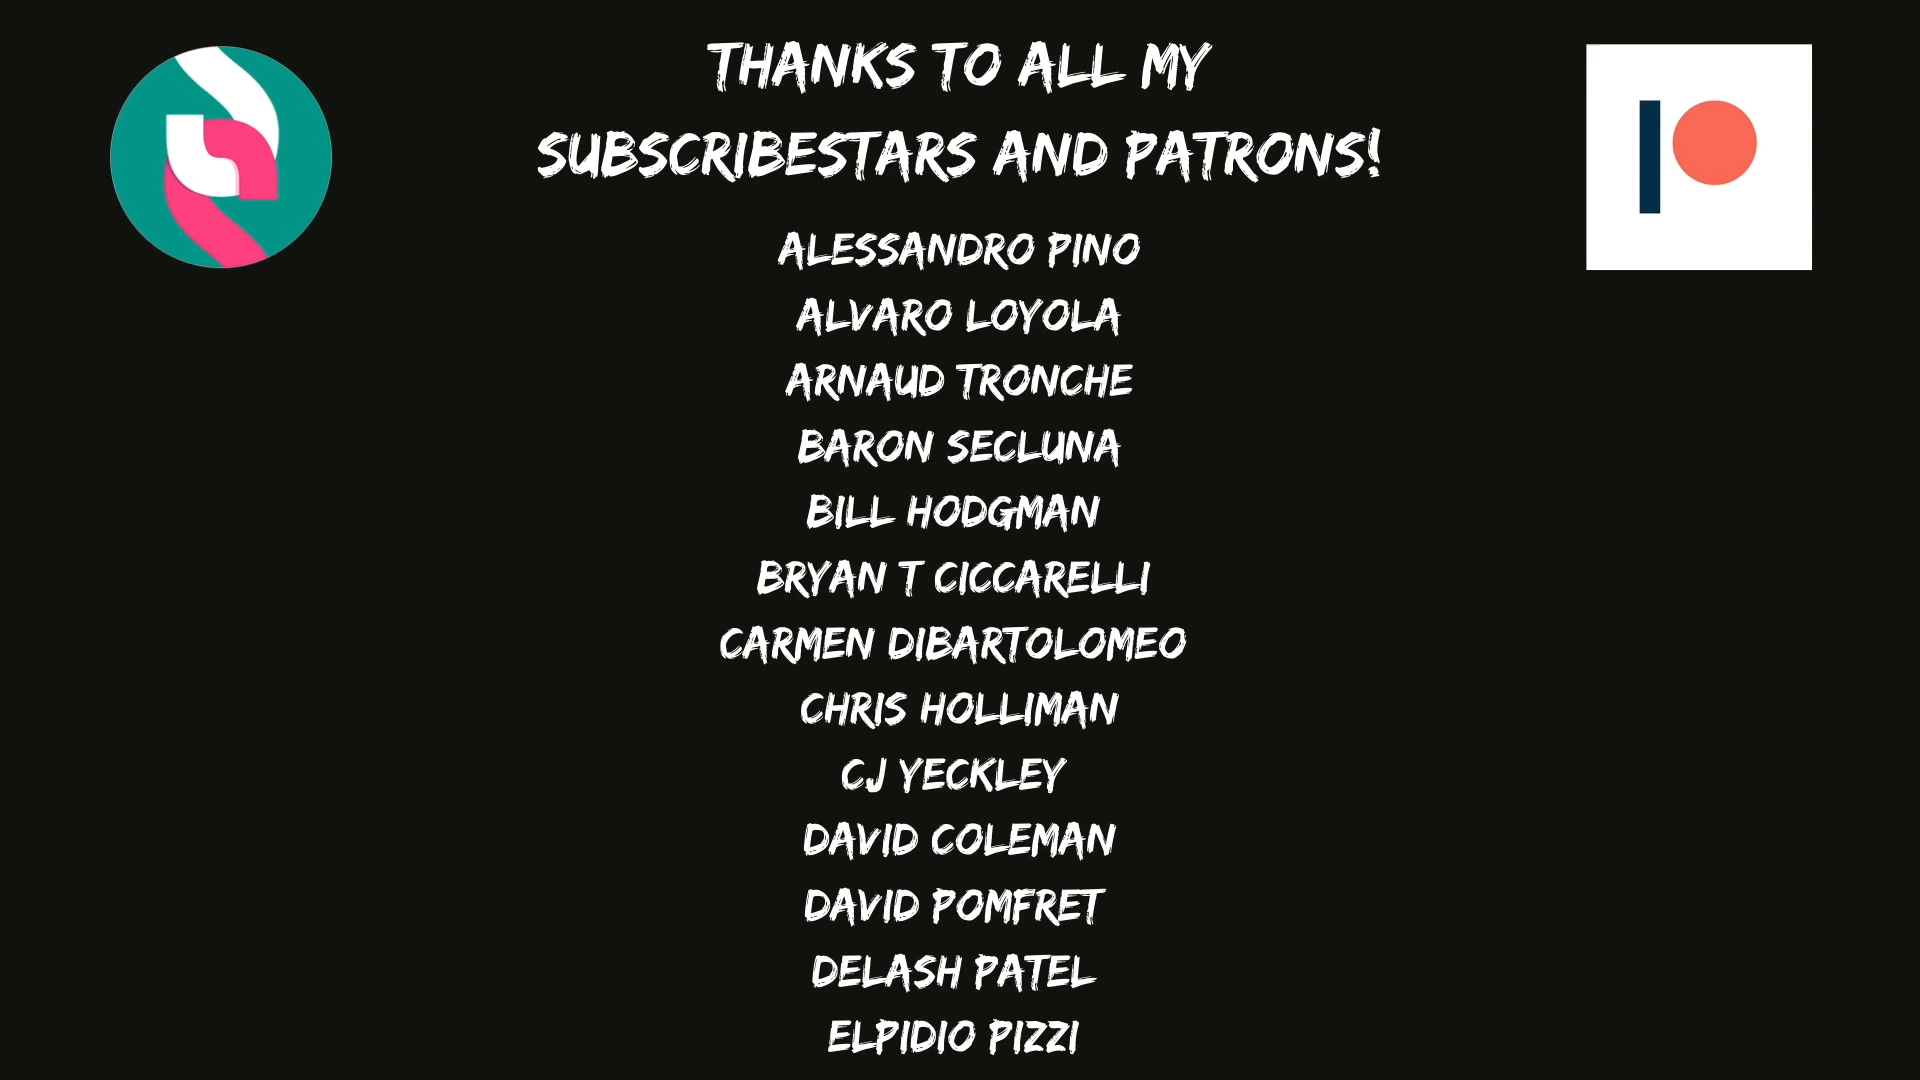 THANKS TO ALL MY
SUBSCRIBESTARS AND PATRONS!
ALESSANDRO PINO
ALVARO LOYOLA
ARNAUD TRONCHE
BARON SECLUNA
BILL HODGMAN
BRYAN T CICCARELLI
CARMEN DIBARTOLOMEO
CHRIS HOLLIMAN
CJ YECKLEY
DAVID COLEMAN
DAVID POMFRET
DELASH PATEL
ELPIDIO PIZZI